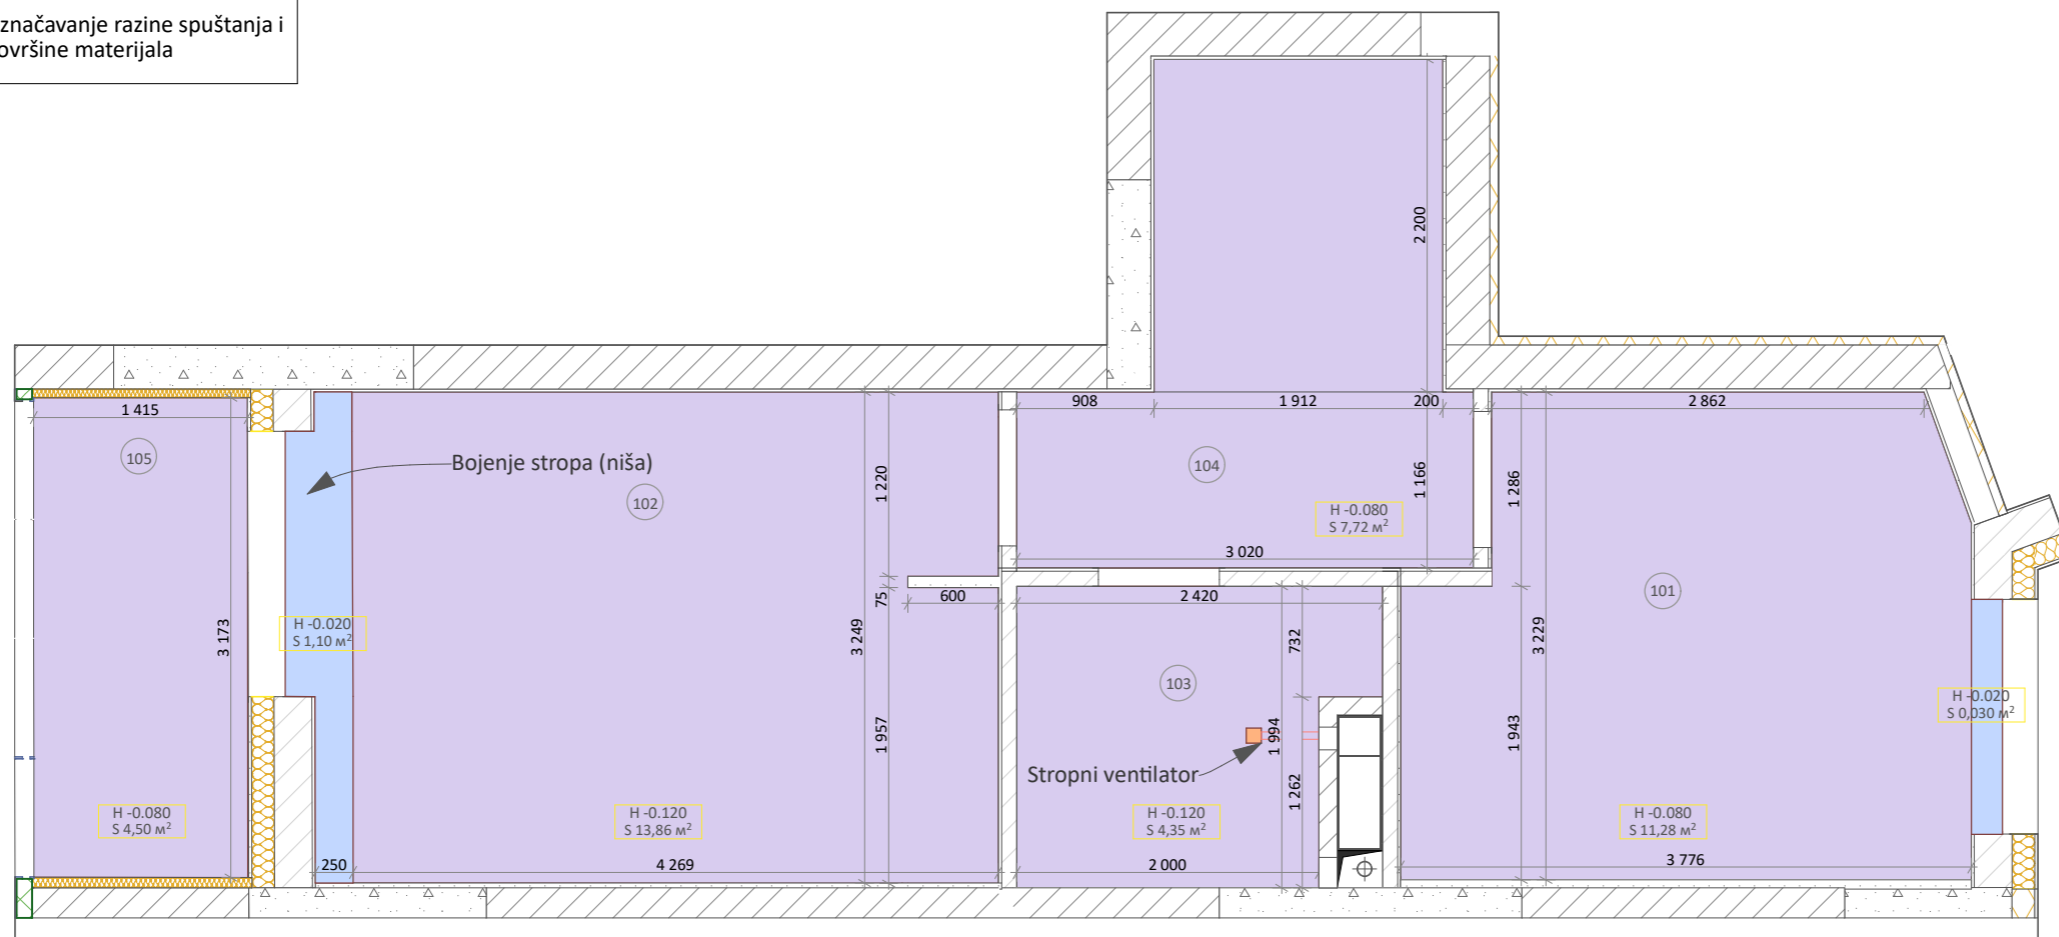 značavanje razine spuštanja i
ovršine materijala
2 200
1 415
908
1 912
200
2 862
105
Bojenje stropa (niša)
102
1 220
104
1 166
1 286
H -0.080
S 7,72 м²
3 020
75
600
2 420
101
H -0.020
S 1,10 м²
3 173
3 249
732
3 229
103
H -0.020
S 0,030 м²
1 957
1 994
1 943
Stropni ventilator
1 262
H -0.080
S 4,50 м²
H -0.120
S 13,86 м²
H -0.120
S 4,35 м²
H -0.080
S 11,28 м²
250
4 269
2 000
3 776